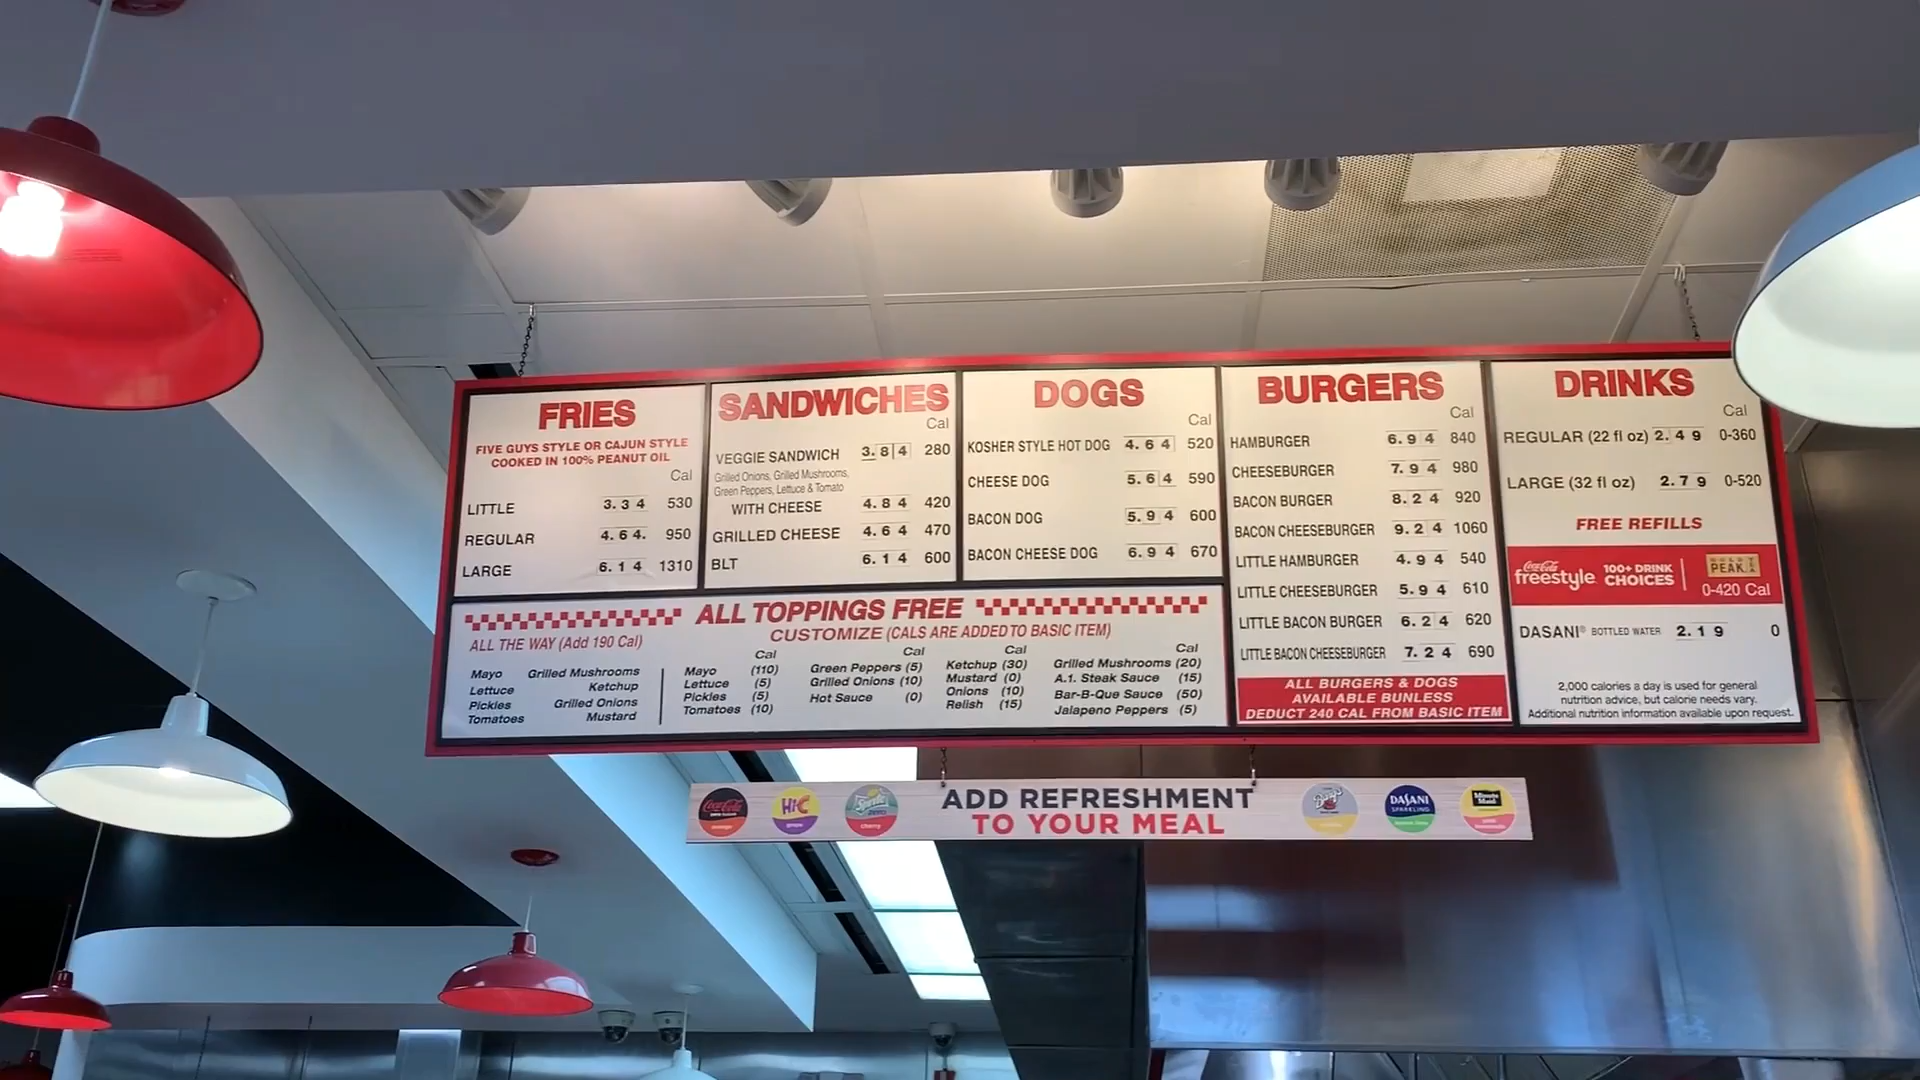 FRIES
FIVE GUYS STYLE OR CAJUN STYLE
COOKED IN 100% PEANUT OIL
Cal
LITTLE 3.34 530
REGULAR 4.64. 950
LARGE 6.14 1310
SANDWICHES
Cal
VEGGIE SANDWICH 3.84 280
Grilled Onions, Grilled Mushrooms,
Green Peppers, Lettuce & Tomato
WITH CHEESE 4.84 420
GRILLED CHEESE 4.64 470
BLT 6.14 600
DOGS
Cal
KOSHER STYLE HOT DOG 4.64 520
CHEESE DOG 5.64 590
BACON DOG 5.94 600
BACON CHEESE DOG 6.94 670
BURGERS
Cal
HAMBURGER 6.94 840
CHEESEBURGER 7.94 980
BACON BURGER 8.24 920
BACON CHEESEBURGER 9.24 1060
LITTLE HAMBURGER 4.94 540
LITTLE CHEESEBURGER 5.94 610
LITTLE BACON BURGER 6.24 620
LITTLE BACON CHEESEBURGER 7.24 690
ALL BURGERS & DOGS
AVAILABLE BUNLESS
DEDUCT 240 CAL FROM BASIC ITEM
DRINKS
Cal
REGULAR (22 fl oz) 2.49 0-360
LARGE (32 fl oz) 2.79 0-520
FREE REFILLS
Coca-Cola
freestyle
100+ DRINK
CHOICES
PEAK
0-420 Cal
DASANI® BOTTLED WATER 2.19 0
2,000 calories a day is used for general
nutrition advice, but calorie needs vary.
Additional nutrition information available upon request.
ALL TOPPINGS FREE
CUSTOMIZE (CALS ARE ADDED TO BASIC ITEM)
ALL THE WAY (Add 190 Cal)
Mayo Grilled Mushrooms
Lettuce Ketchup
Pickles Grilled Onions
Tomatoes Mustard
Cal
Mayo (110)
Lettuce (5)
Pickles (5)
Tomatoes (10)
Cal
Green Peppers (5)
Grilled Onions (10)
Hot Sauce (0)
Cal
Ketchup (30)
Mustard (0)
Onions (10)
Relish (15)
Cal
Grilled Mushrooms (20)
A.1. Steak Sauce (15)
Bar-B-Que Sauce (50)
Jalapeno Peppers (5)
ADD REFRESHMENT
TO YOUR MEAL
Coca-Cola
Hi-C
grape
Sprite
cherry
DASANI
SPARKLING
Minute
Maid